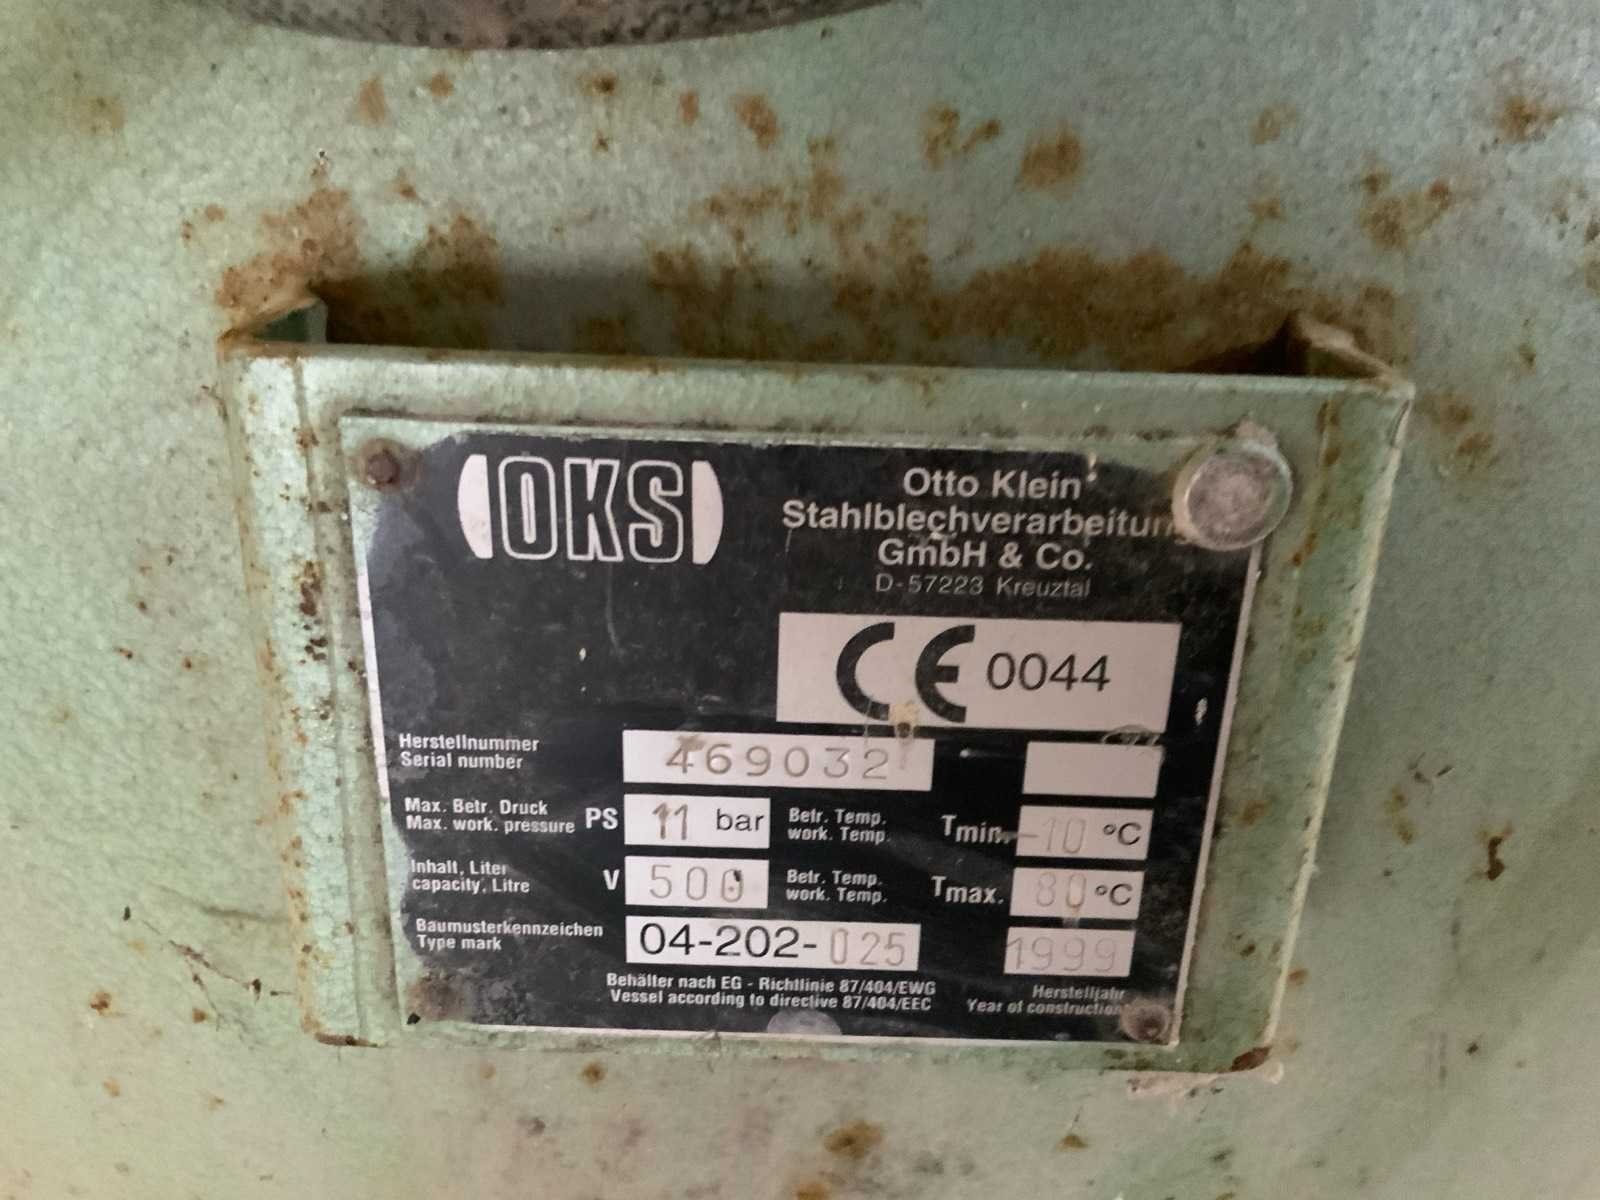 OKS
Otto Klein
Stahlblechverarbeitung
GmbH & Co.
D-57223 Kreuztal
CE 0044
Herstellnummer
Serial number
469032
Max. Betr. Druck
Max. work. pressure
PS
11 bar
Betr. Temp.
work. Temp.
Tmin.
-10 °C
Inhalt, Liter
capacity, Litre
V
500
Betr. Temp.
work. Temp.
Tmax.
80 °C
Baumusterkennzeichen
Type mark
04-202-025
1999
Behälter nach EG - Richtlinie 87/404/EWG
Vessel according to directive 87/404/EEC
Herstelljahr
Year of construction